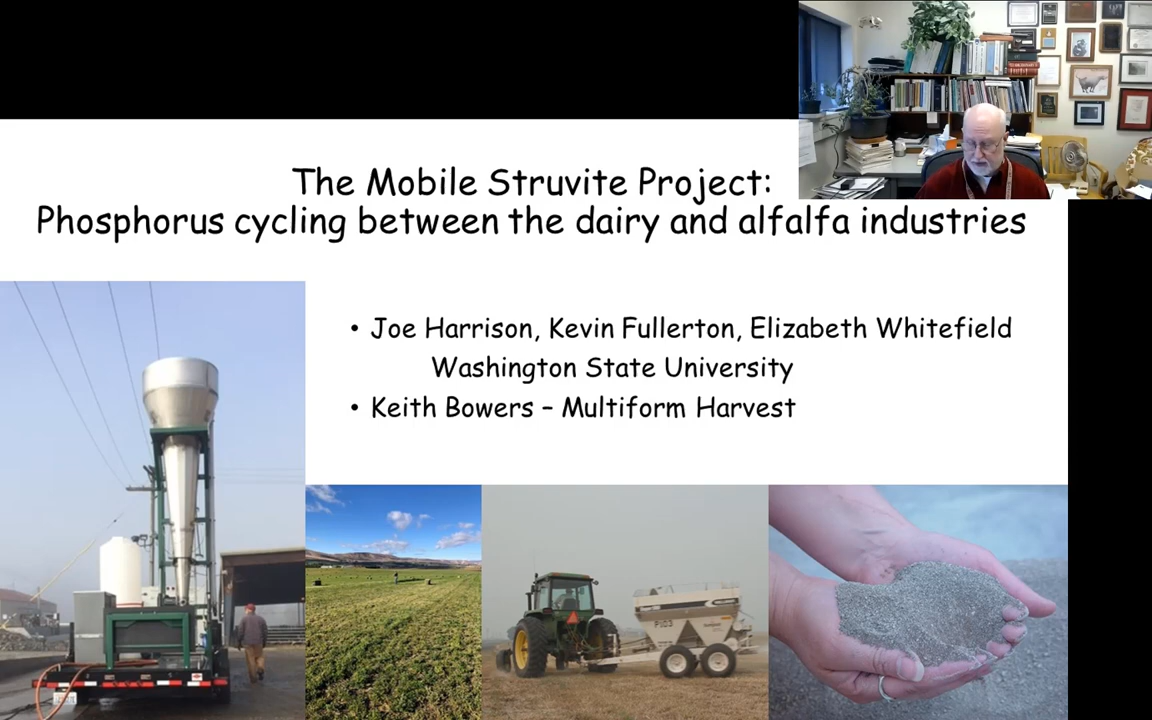 The Mobile Struvite Project:
Phosphorus cycling between the dairy and alfalfa industries
• Joe Harrison, Kevin Fullerton, Elizabeth Whitefield
Washington State University
• Keith Bowers – Multiform Harvest